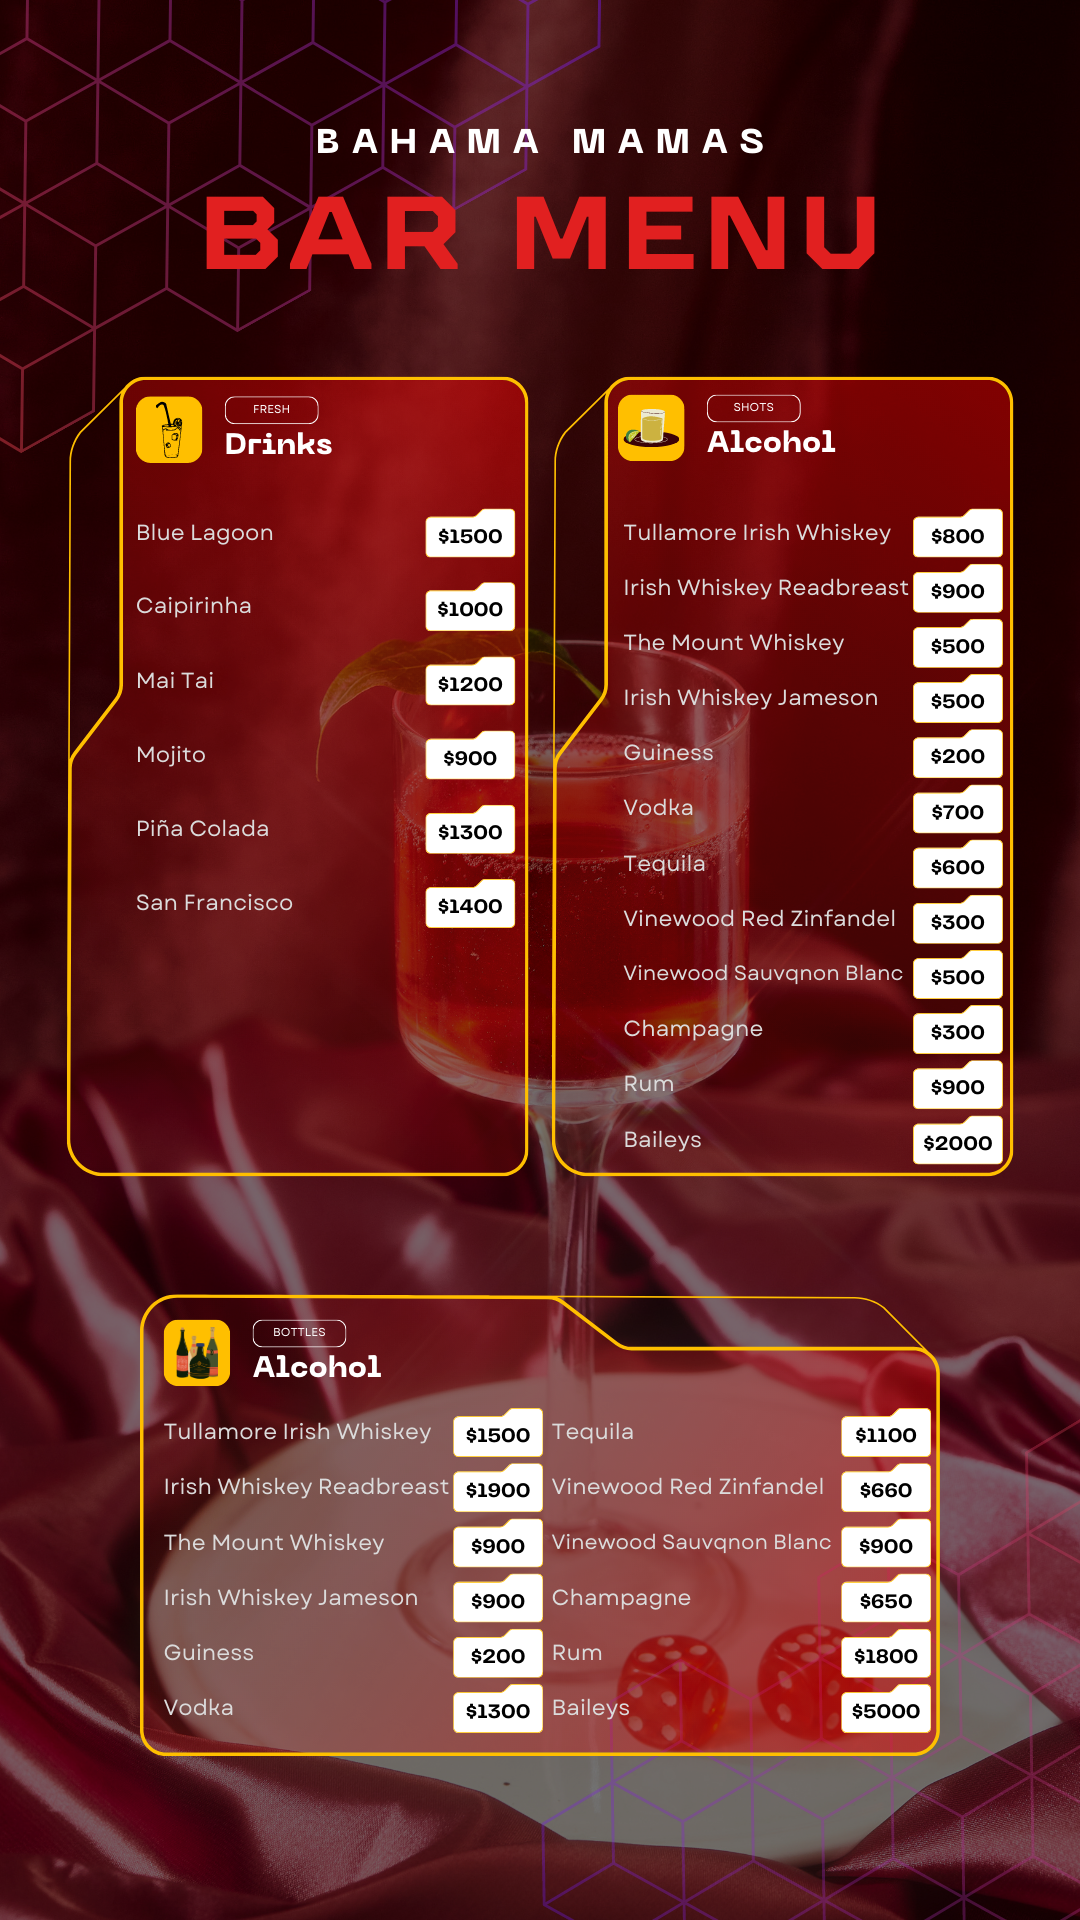 BAHAMA MAMAS
BAR MENU
FRESH
Drinks
Blue Lagoon $1500
Caipirinha $1000
Mai Tai $1200
Mojito $900
Piña Colada $1300
San Francisco $1400
SHOTS
Alcohol
Tullamore Irish Whiskey $800
Irish Whiskey Readbreast $900
The Mount Whiskey $500
Irish Whiskey Jameson $500
Guiness $200
Vodka $700
Tequila $600
Vinewood Red Zinfandel $300
Vinewood Sauvqnon Blanc $500
Champagne $300
Rum $900
Baileys $2000
BOTTLES
Alcohol
Tullamore Irish Whiskey $1500
Irish Whiskey Readbreast $1900
The Mount Whiskey $900
Irish Whiskey Jameson $900
Guiness $200
Vodka $1300
Tequila $1100
Vinewood Red Zinfandel $660
Vinewood Sauvqnon Blanc $900
Champagne $650
Rum $1800
Baileys $5000